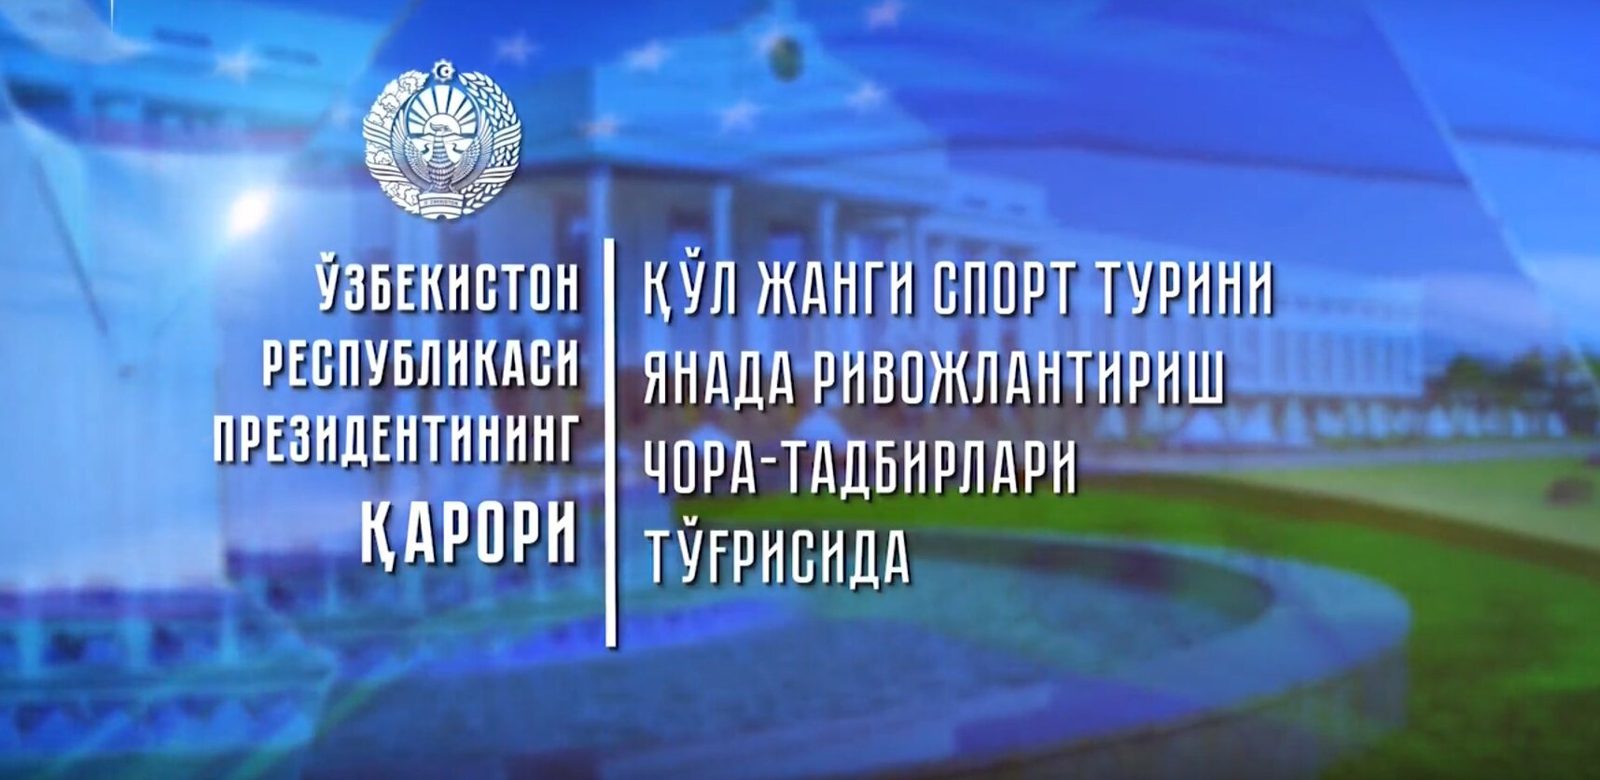 ЎЗБЕКИСТОН
РЕСПУБЛИКАСИ
ПРЕЗИДЕНТИНИНГ
ҚАРОРИ
ҚЎЛ ЖАНГИ СПОРТ ТУРИНИ
ЯНАДА РИВОЖЛАНТИРИШ
ЧОРА-ТАДБИРЛАРИ
ТЎҒРИСИДА